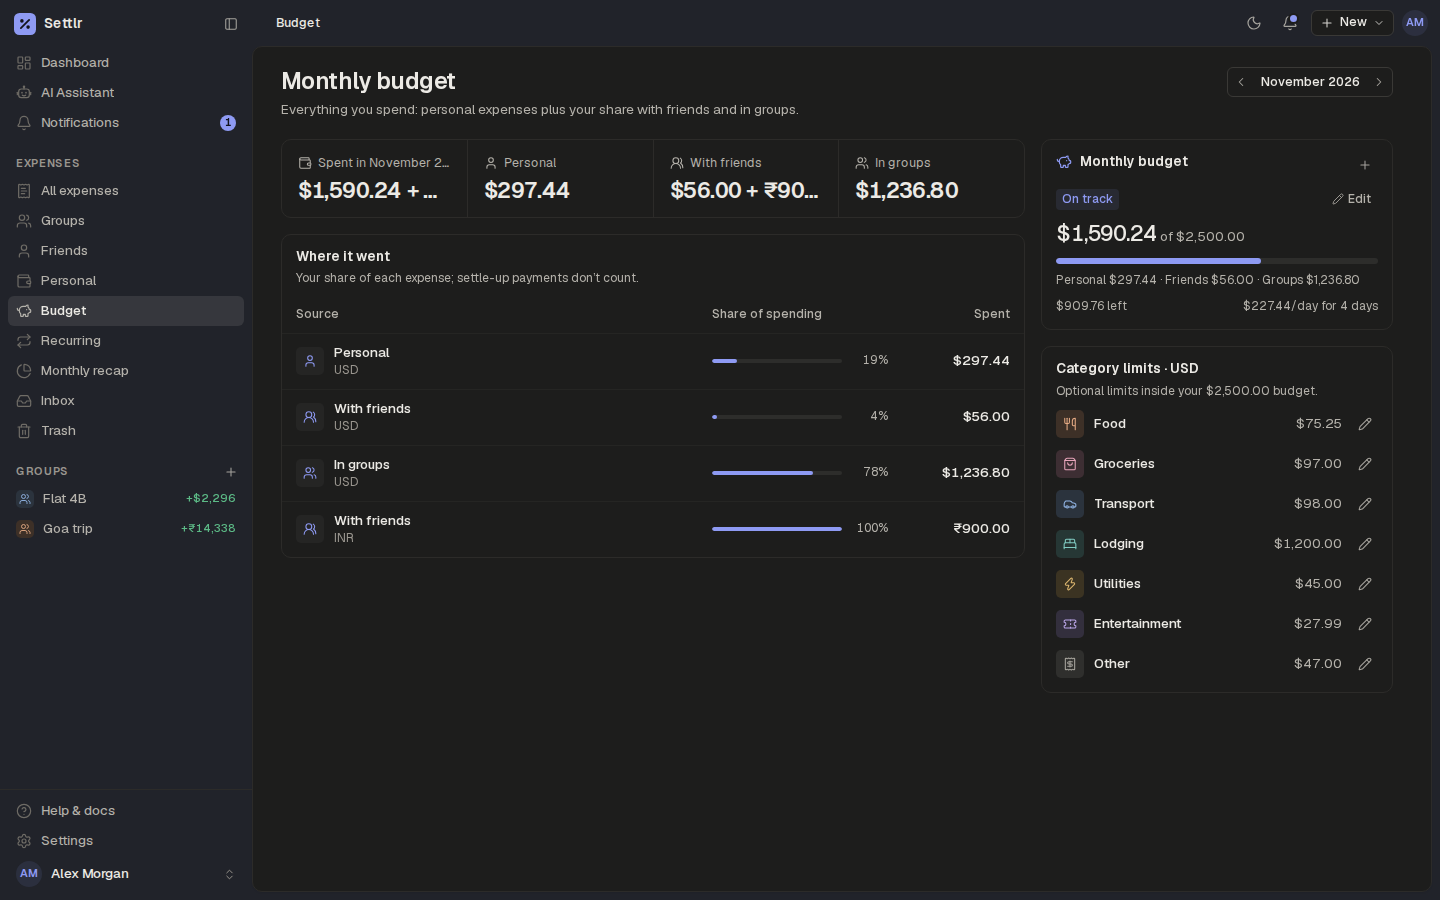 Settlr
Dashboard
AI Assistant
Notifications 1
EXPENSES
All expenses
Groups
Friends
Personal
Budget
Recurring
Monthly recap
Inbox
Trash
GROUPS
Flat 4B +$2,296
Goa trip +₹14,338
Help & docs
Settings
AM Alex Morgan
Budget
New
AM
Monthly budget
Everything you spend: personal expenses plus your share with friends and in groups.
November 2026
Spent in November 2...
$1,590.24 + ...
Personal
$297.44
With friends
$56.00 + ₹90...
In groups
$1,236.80
Where it went
Your share of each expense; settle-up payments don't count.
Source Share of spending Spent
Personal
USD
19% $297.44
With friends
USD
4% $56.00
In groups
USD
78% $1,236.80
With friends
INR
100% ₹900.00
Monthly budget
On track Edit
$1,590.24 of $2,500.00
Personal $297.44 · Friends $56.00 · Groups $1,236.80
$909.76 left $227.44/day for 4 days
Category limits · USD
Optional limits inside your $2,500.00 budget.
Food $75.25
Groceries $97.00
Transport $98.00
Lodging $1,200.00
Utilities $45.00
Entertainment $27.99
Other $47.00